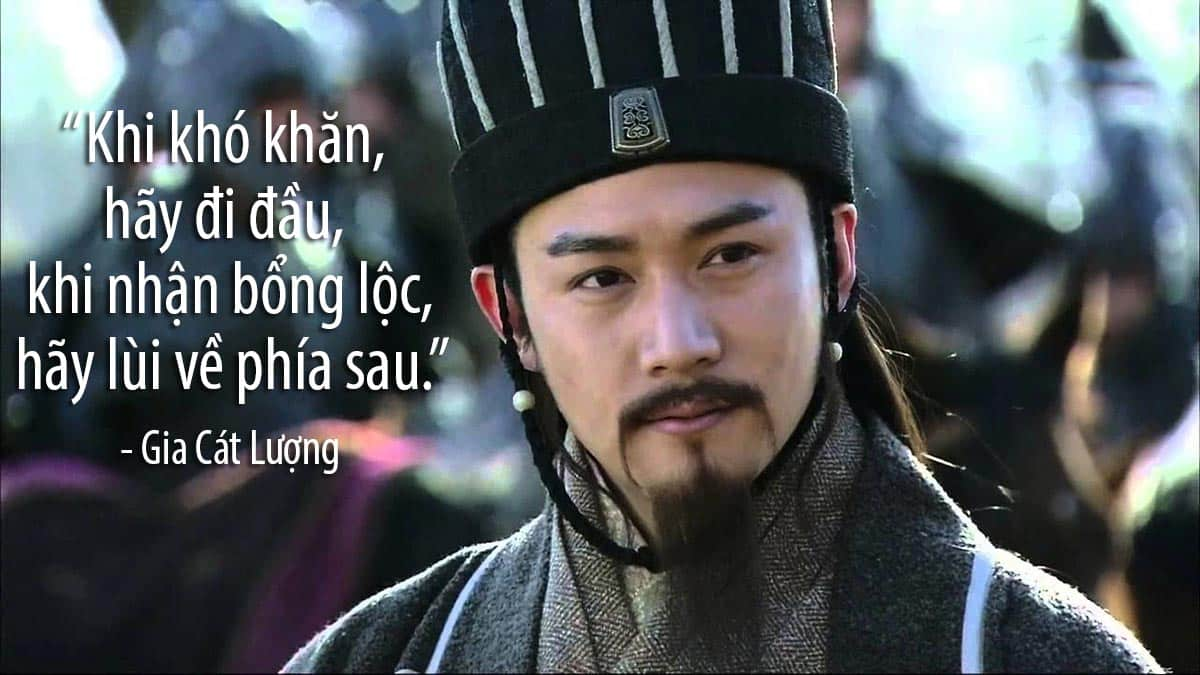 “Khi khó khăn,
hãy đi đầu,
khi nhận bổng lộc,
hãy lùi về phía sau.”
- Gia Cát Lượng